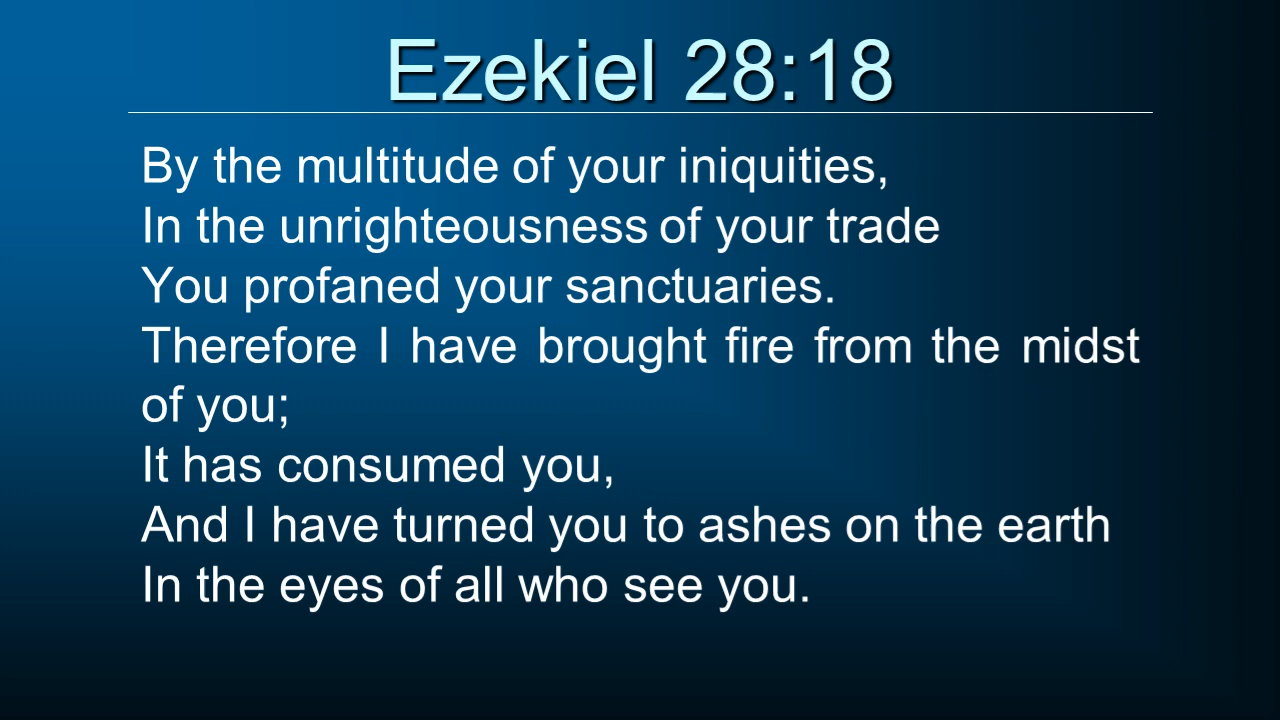 Ezekiel 28:18
By the multitude of your iniquities,
In the unrighteousness of your trade
You profaned your sanctuaries.
Therefore I have brought fire from the midst
of you;
It has consumed you,
And I have turned you to ashes on the earth
In the eyes of all who see you.